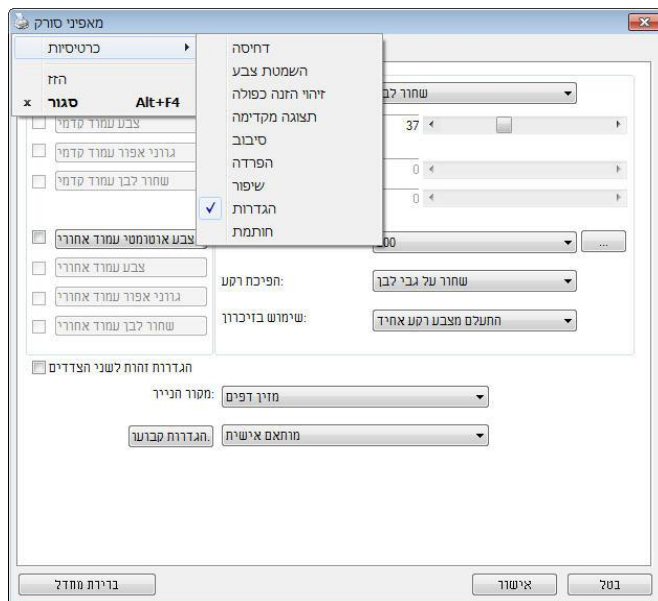 מאפיני סורק
כרטיסיות
הזז
x סגור Alt+F4
דחיסה
השמטת צבע
זיהוי הזנה כפולה
תצוגה מקדימה
סיבוב
הפרדה
שיפור
הגדרות
חותמת
שחור לבן
צבע עמוד קדמי
37
גווני אפור עמוד קדמי
0
שחור לבן עמוד קדמי
0
צבע אוטומטי עמוד אחורי
200
...
צבע עמוד אחורי
הפיכת רקע:
שחור על גבי לבן
גווני אפור עמוד אחורי
שימוש בזיכרון:
התעלם מצבע רקע אחיד
שחור לבן עמוד אחורי
הגדרות זהות לשני הצדדים
מקור הנייר:
מזין דפים
הגדרות קבועו.
מותאם אישית
ברירת מחדל
אישור
בטל